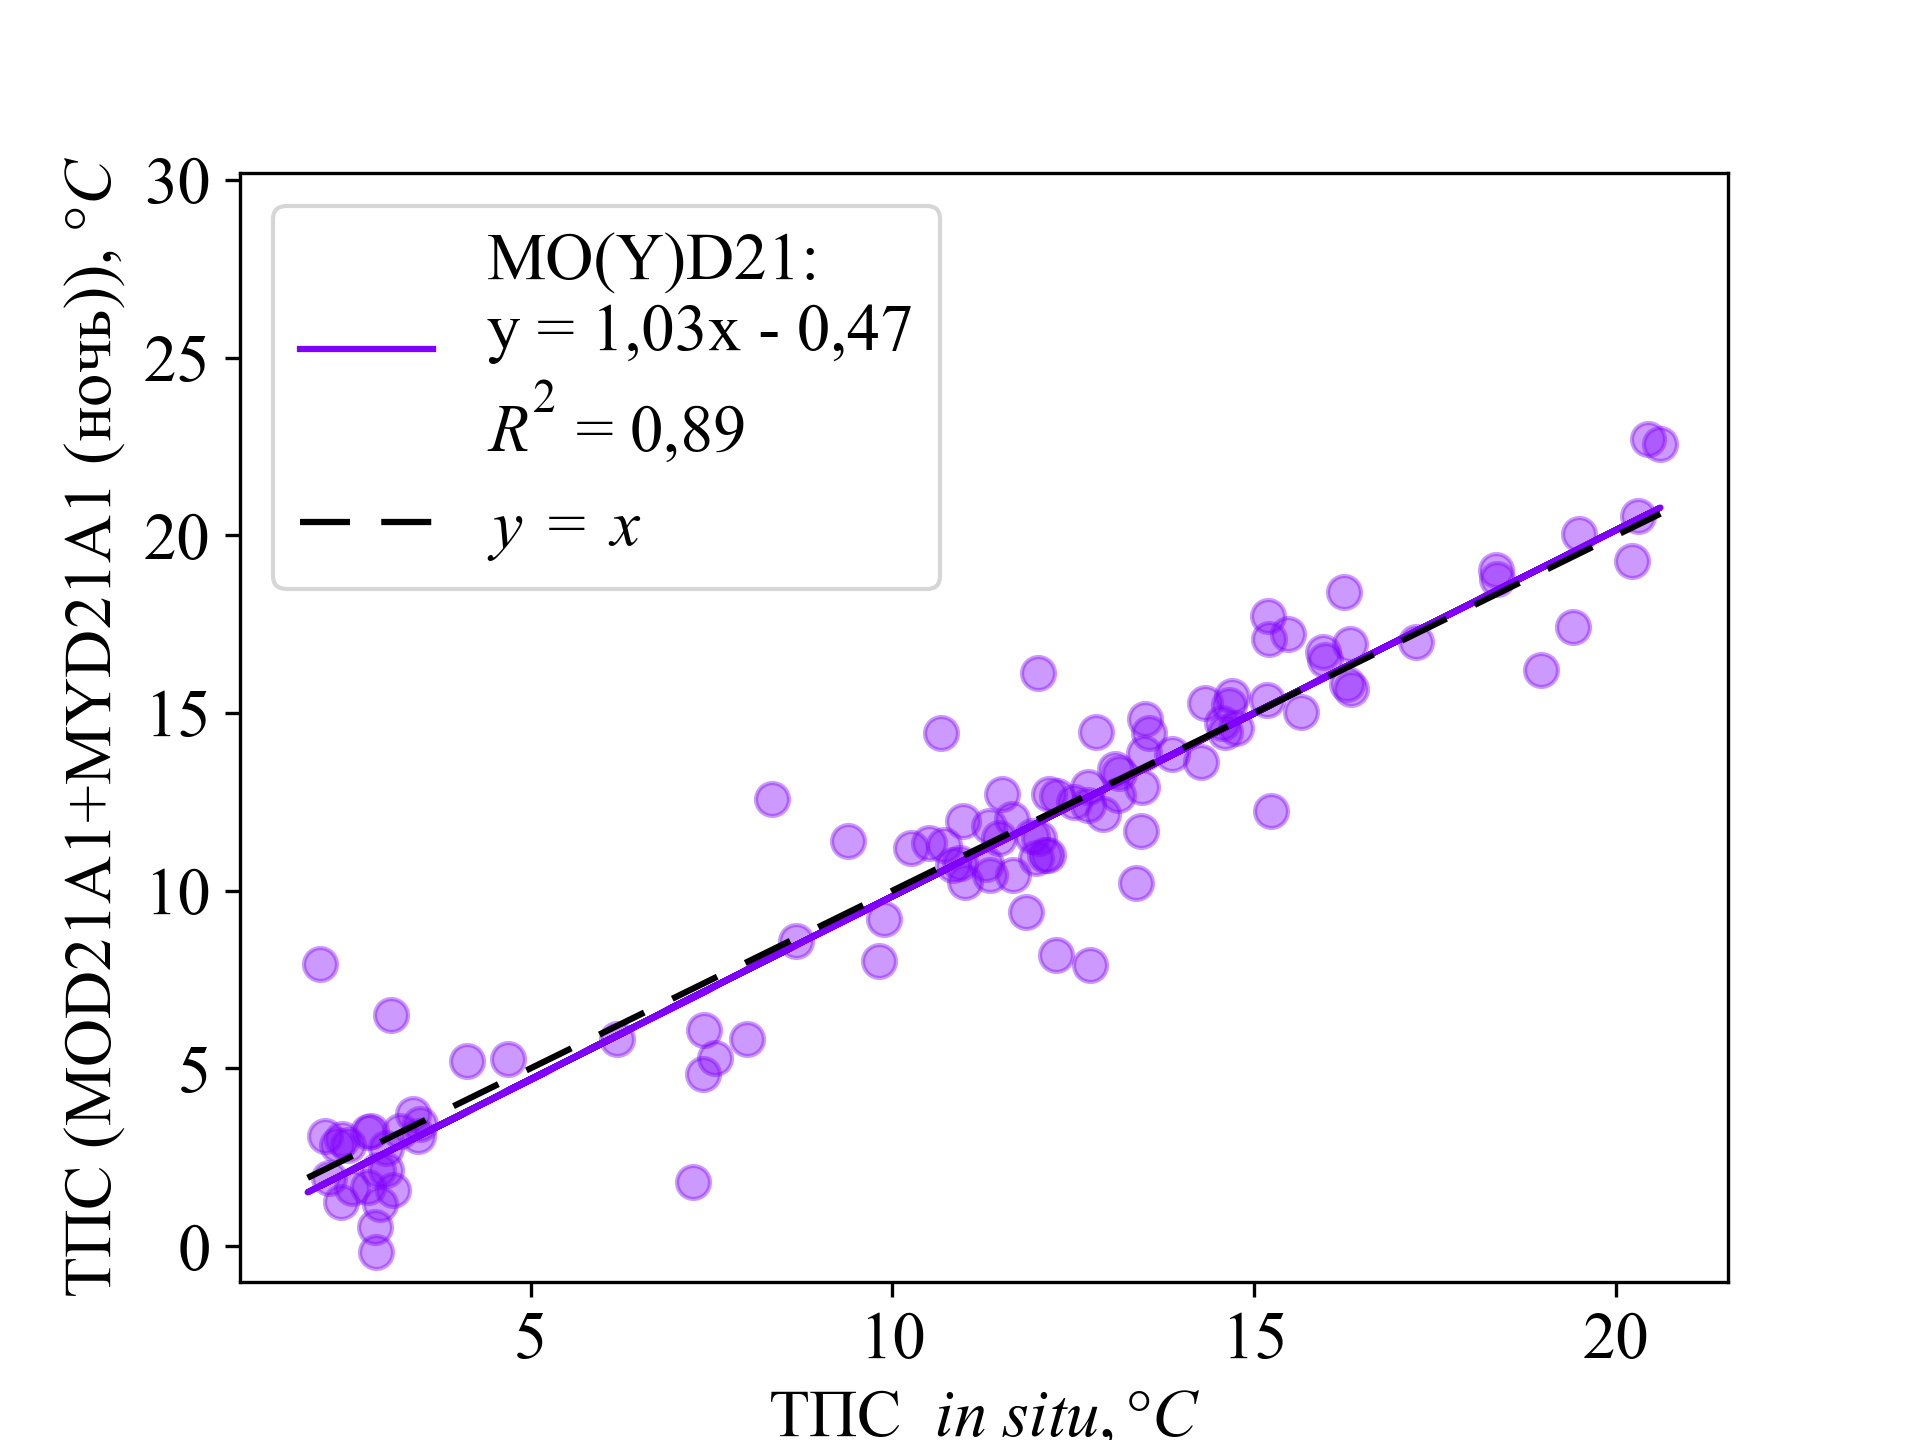 ТПС (MOD21A1+MYD21A1 (ночь)), °C
30
25
20
15
10
5
0
MO(Y)D21:
y = 1,03x - 0,47
R² = 0,89
y = x
5
10
15
20
ТПС in situ, °C